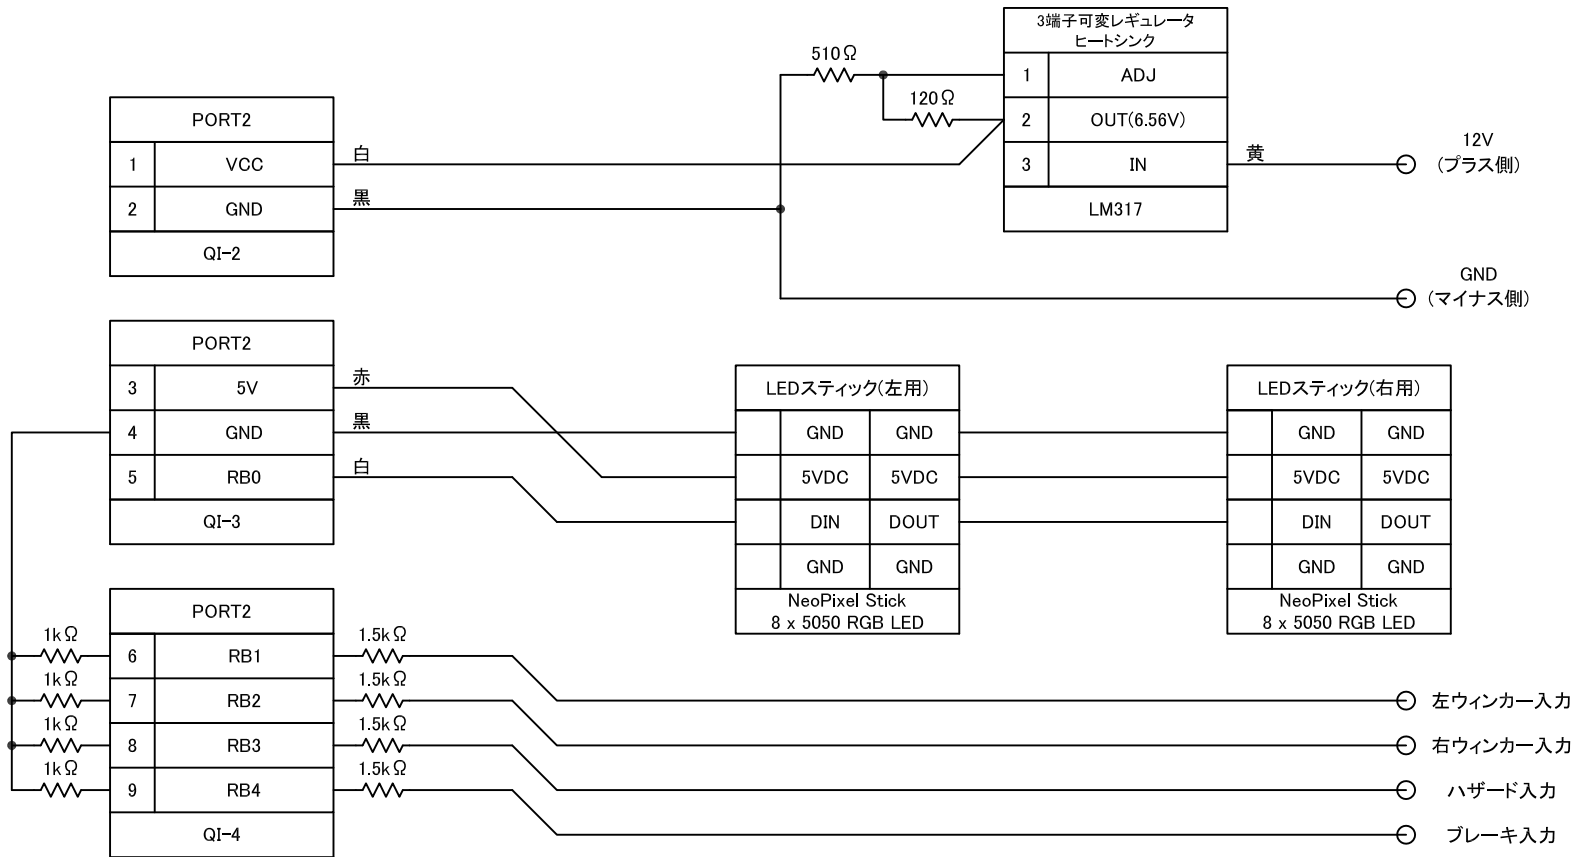 3端子可変レギュレータ
ヒートシンク
1 ADJ
2 OUT(6.56V)
3 IN
LM317
510Ω
120Ω
黄
12V
(プラス側)
GND
(マイナス側)
PORT2
1 VCC
2 GND
QI-2
白
黒
PORT2
3 5V
4 GND
5 RB0
QI-3
赤
黒
白
LEDスティック(左用)
GND GND
5VDC 5VDC
DIN DOUT
GND GND
NeoPixel Stick
8 x 5050 RGB LED
LEDスティック(右用)
GND GND
5VDC 5VDC
DIN DOUT
GND GND
NeoPixel Stick
8 x 5050 RGB LED
PORT2
1kΩ 6 RB1 1.5kΩ
1kΩ 7 RB2 1.5kΩ
1kΩ 8 RB3 1.5kΩ
1kΩ 9 RB4 1.5kΩ
QI-4
左ウィンカー入力
右ウィンカー入力
ハザード入力
ブレーキ入力